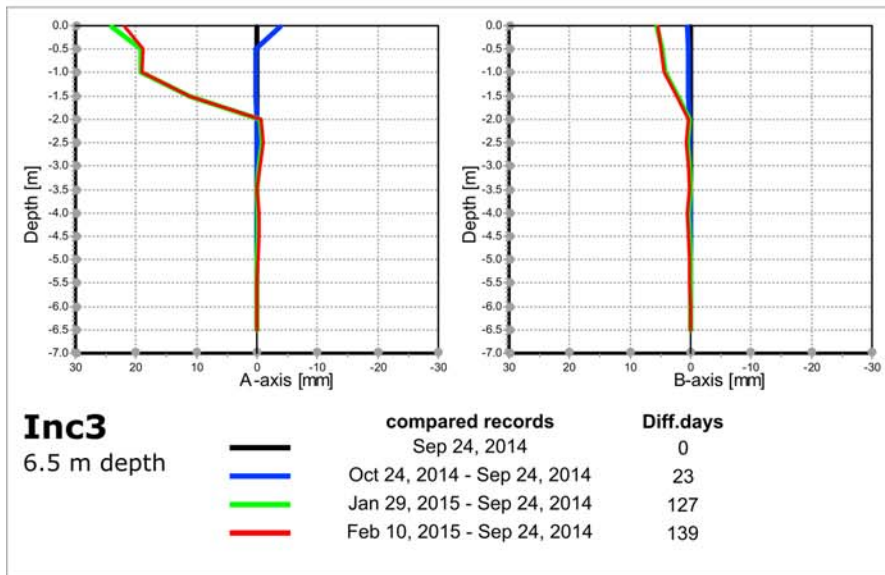 0.0
-0.5
-1.0
-1.5
-2.0
-2.5
-3.0
-3.5
-4.0
-4.5
-5.0
-5.5
-6.0
-6.5
-7.0
Depth [m]
30 20 10 0 -10 -20 -30
A-axis [mm]
0.0
-0.5
-1.0
-1.5
-2.0
-2.5
-3.0
-3.5
-4.0
-4.5
-5.0
-5.5
-6.0
-6.5
-7.0
Depth [m]
30 20 10 0 -10 -20 -30
B-axis [mm]
Inc3
6.5 m depth
compared records Diff.days
Sep 24, 2014 0
Oct 24, 2014 - Sep 24, 2014 23
Jan 29, 2015 - Sep 24, 2014 127
Feb 10, 2015 - Sep 24, 2014 139